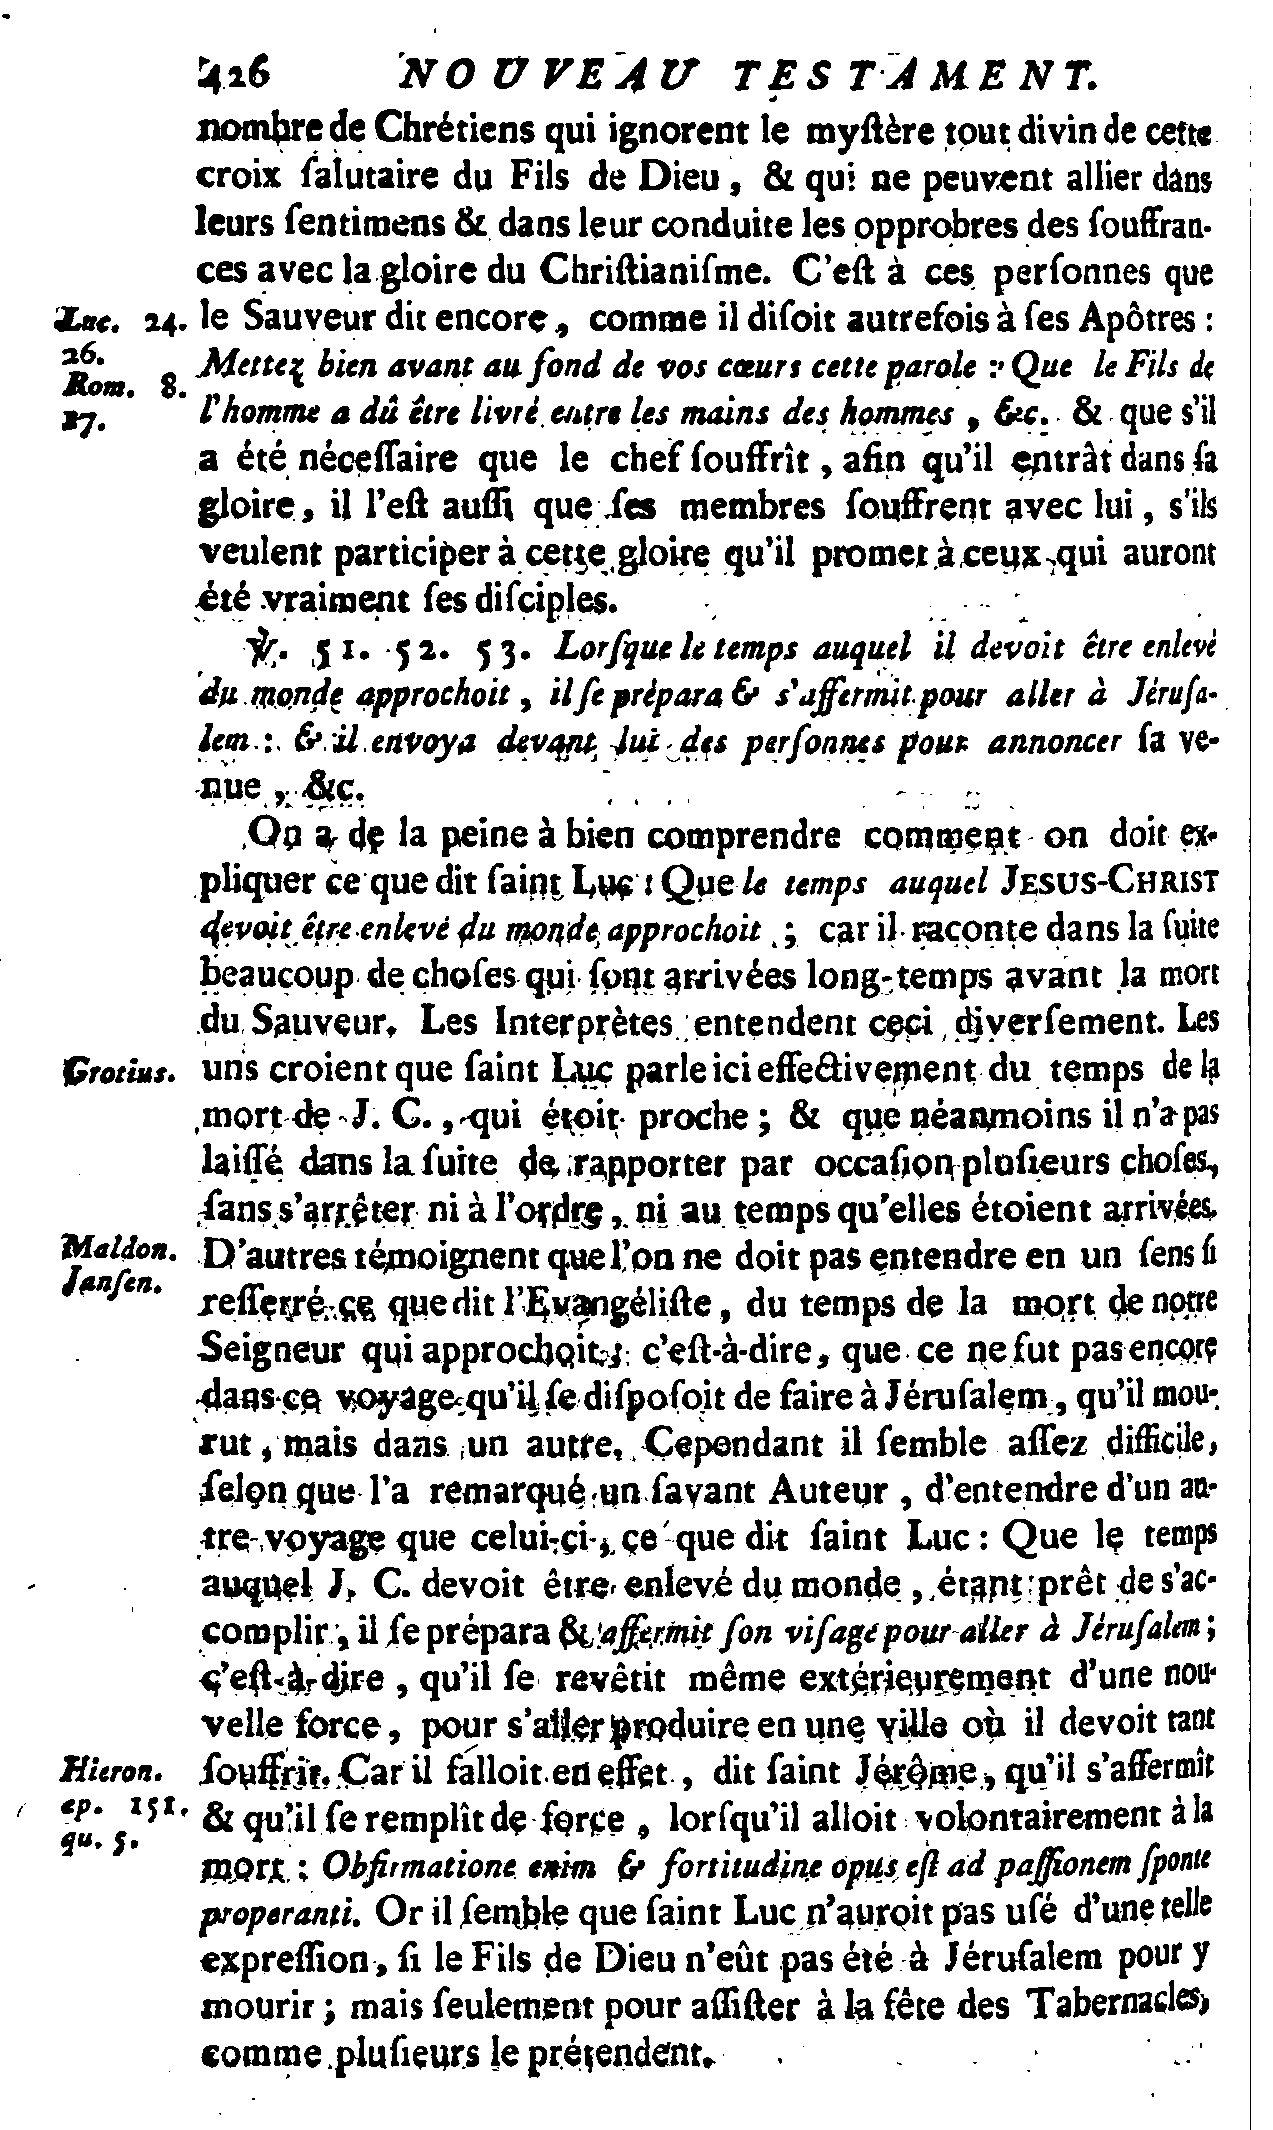 426 NOUVEAU TESTAMENT.
nombre de Chrétiens qui ignorent le myſtère tout divin de cette
croix ſalutaire du Fils de Dieu, & qui ne peuvent allier dans
leurs ſentimens & dans leur conduite les opprobres des ſouffran-
ces avec la gloire du Chriſtianiſme. C'eſt à ces perſonnes que
Luc. 24. le Sauveur dit encore, comme il diſoit autrefois à ſes Apôtres :
26.
Mettez bien avant au fond de vos cœurs cette parole : Que le Fils de
Rom. 8.
l'homme a dû être livré entre les mains des hommes, &c. & que s'il
17.
a été néceſſaire que le chef ſouffrît, afin qu'il entrât dans ſa
gloire, il l'eſt auſſi que ſes membres ſouffrent avec lui, s'ils
veulent participer à cette gloire qu'il promet à ceux qui auront
été vraiment ſes diſciples.
℣. 51. 52. 53. Lorſque le temps auquel il devoit être enlevé
du monde approchoit, il ſe prépara & s'affermit pour aller à Jéruſa-
lem : & il envoya devant lui des perſonnes pour annoncer ſa ve-
nue, &c.
On a de la peine à bien comprendre comment on doit ex-
pliquer ce que dit ſaint Luc : Que le temps auquel JESUS-CHRIST
devoit être enlevé du monde approchoit ; car il raconte dans la ſuite
beaucoup de choſes qui ſont arrivées long-temps avant la mort
du Sauveur. Les Interprètes entendent ceci diverſement. Les
Grotius. uns croient que ſaint Luc parle ici effectivement du temps de la
mort de J. C., qui étoit proche ; & que néanmoins il n'a pas
laiſſé dans la ſuite de rapporter par occaſion pluſieurs choſes,
ſans s'arrêter ni à l'ordre, ni au temps qu'elles étoient arrivées.
Maldon. D'autres témoignent que l'on ne doit pas entendre en un ſens ſi
Janſen.
reſſerré ce que dit l'Evangéliſte, du temps de la mort de notre
Seigneur qui approchoit ; c'eſt-à-dire, que ce ne fut pas encore
dans ce voyage qu'il ſe diſpoſoit de faire à Jéruſalem, qu'il mou-
rut, mais dans un autre. Cependant il ſemble aſſez difficile,
ſelon que l'a remarqué un ſavant Auteur, d'entendre d'un au-
tre voyage que celui-ci, ce que dit ſaint Luc : Que le temps
auquel J. C. devoit être enlevé du monde, étant prêt de s'ac-
complir, il ſe prépara & affermit ſon viſage pour aller à Jéruſalem ;
c'eſt-à-dire, qu'il ſe revêtit même extérieurement d'une nou-
velle force, pour s'aller produire en une ville où il devoit tant
Hieron. ſouffrir. Car il falloit en effet, dit ſaint Jérôme, qu'il s'affermît
ep. 151. & qu'il ſe remplît de force, lorſqu'il alloit volontairement à la
qu. 5.
mort : Obfirmatione enim & fortitudine opus eſt ad paſſionem ſponte
properanti. Or il ſemble que ſaint Luc n'auroit pas uſé d'une telle
expreſſion, ſi le Fils de Dieu n'eût pas été à Jéruſalem pour y
mourir ; mais ſeulement pour aſſiſter à la fête des Tabernacles,
comme pluſieurs le prétendent.